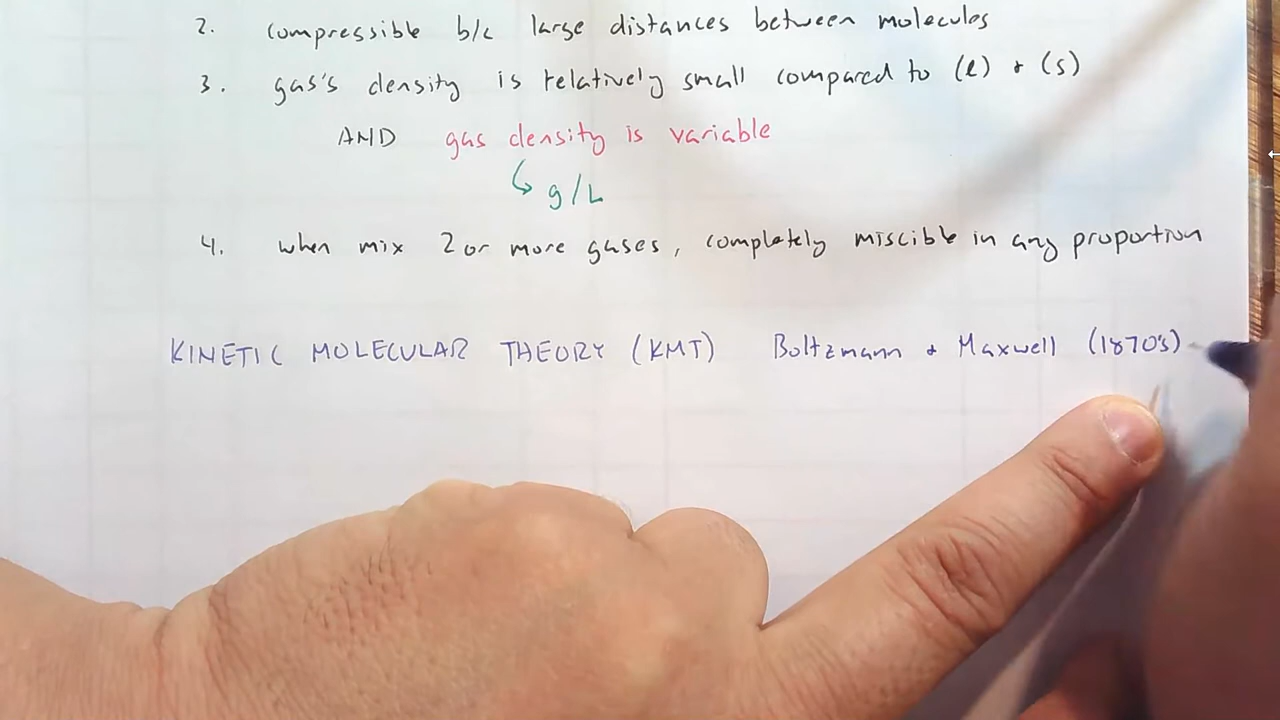 2. compressible b/c large distances between molecules
3. gas's density is relatively small compared to (l) + (s)
AND gas density is variable
↳ g/L
4. when mix 2 or more gases, completely miscible in any proportion
KINETIC MOLECULAR THEORY (KMT) Boltzmann + Maxwell (1870's)